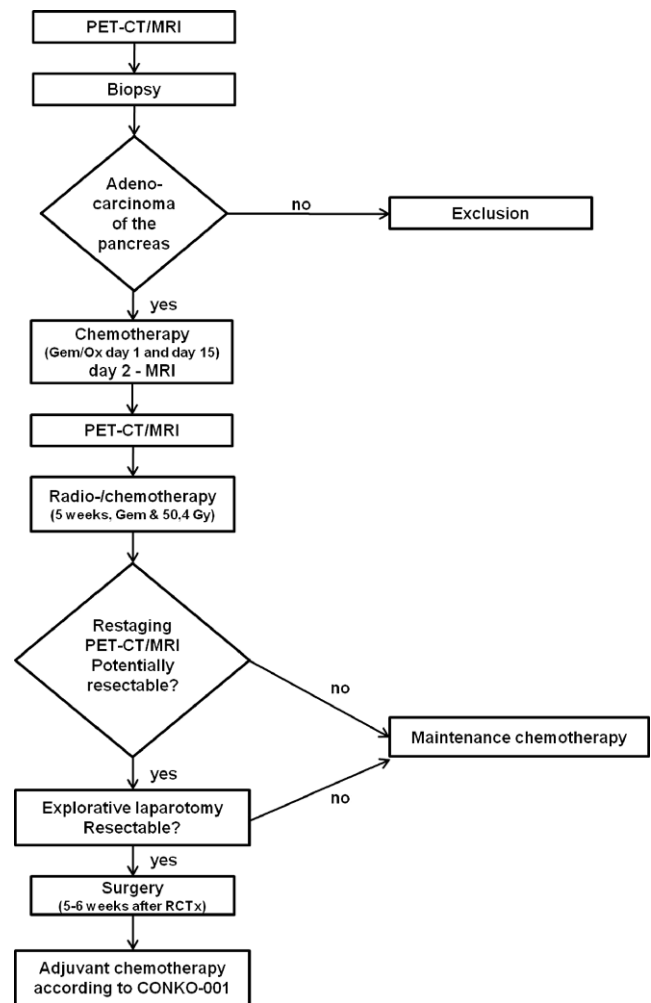 PET-CT/MRI
Biopsy
Adeno-
carcinoma
of the
pancreas
no
Exclusion
yes
Chemotherapy
(Gem/Ox day 1 and day 15)
day 2 - MRI
PET-CT/MRI
Radio-/chemotherapy
(5 weeks, Gem & 50,4 Gy)
Restaging
PET-CT/MRI
Potentially
resectable?
no
Maintenance chemotherapy
yes
no
Explorative laparotomy
Resectable?
yes
Surgery
(5-6 weeks after RCTx)
Adjuvant chemotherapy
according to CONKO-001